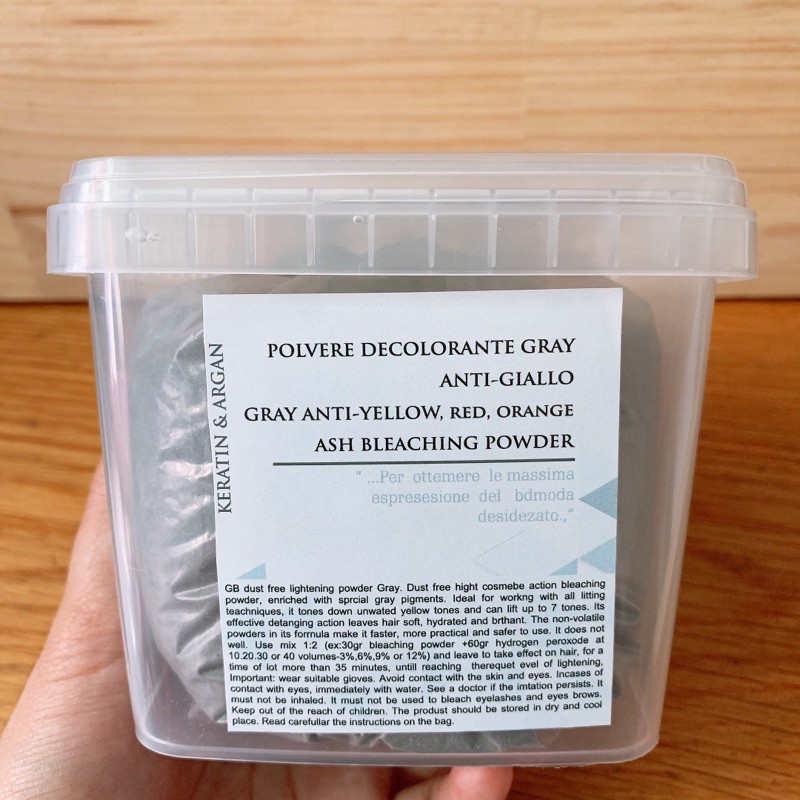 KERATIN & ARGAN
POLVERE DECOLORANTE GRAY
ANTI-GIALLO
GRAY ANTI-YELLOW, RED, ORANGE
ASH BLEACHING POWDER
" ...Per ottemere le massima
espresesione del bdmoda
desidezato.,"
GB dust free lightening powder Gray. Dust free hight cosmebe action bleaching
powder, enriched with sprcial gray pigments. Ideal for workng with all litting
teachniques, it tones down unwated yellow tones and can lift up to 7 tones. Its
effective detanging action leaves hair soft, hydrated and brthant. The non-volatile
powders in its formula make it faster, more practical and safer to use. It does not
well. Use mix 1:2 (ex:30gr bleaching powder +60gr hydrogen peroxode at
10.20.30 or 40 volumes-3%,6%,9% or 12%) and leave to take effect on hair, for a
time of lot more than 35 minutes, untill reaching therequet evel of lightening,
Important: wear suitable gloves. Avoid contact with the skin and eyes. Incases of
contact with eyes, immediately with water. See a doctor if the imtation persists. It
must not be inhaled. It must not be used to bleach eyelashes and eyes brows.
Keep out of the reach of children. The produst should be stored in dry and cool
place. Read carefullar the instructions on the bag.